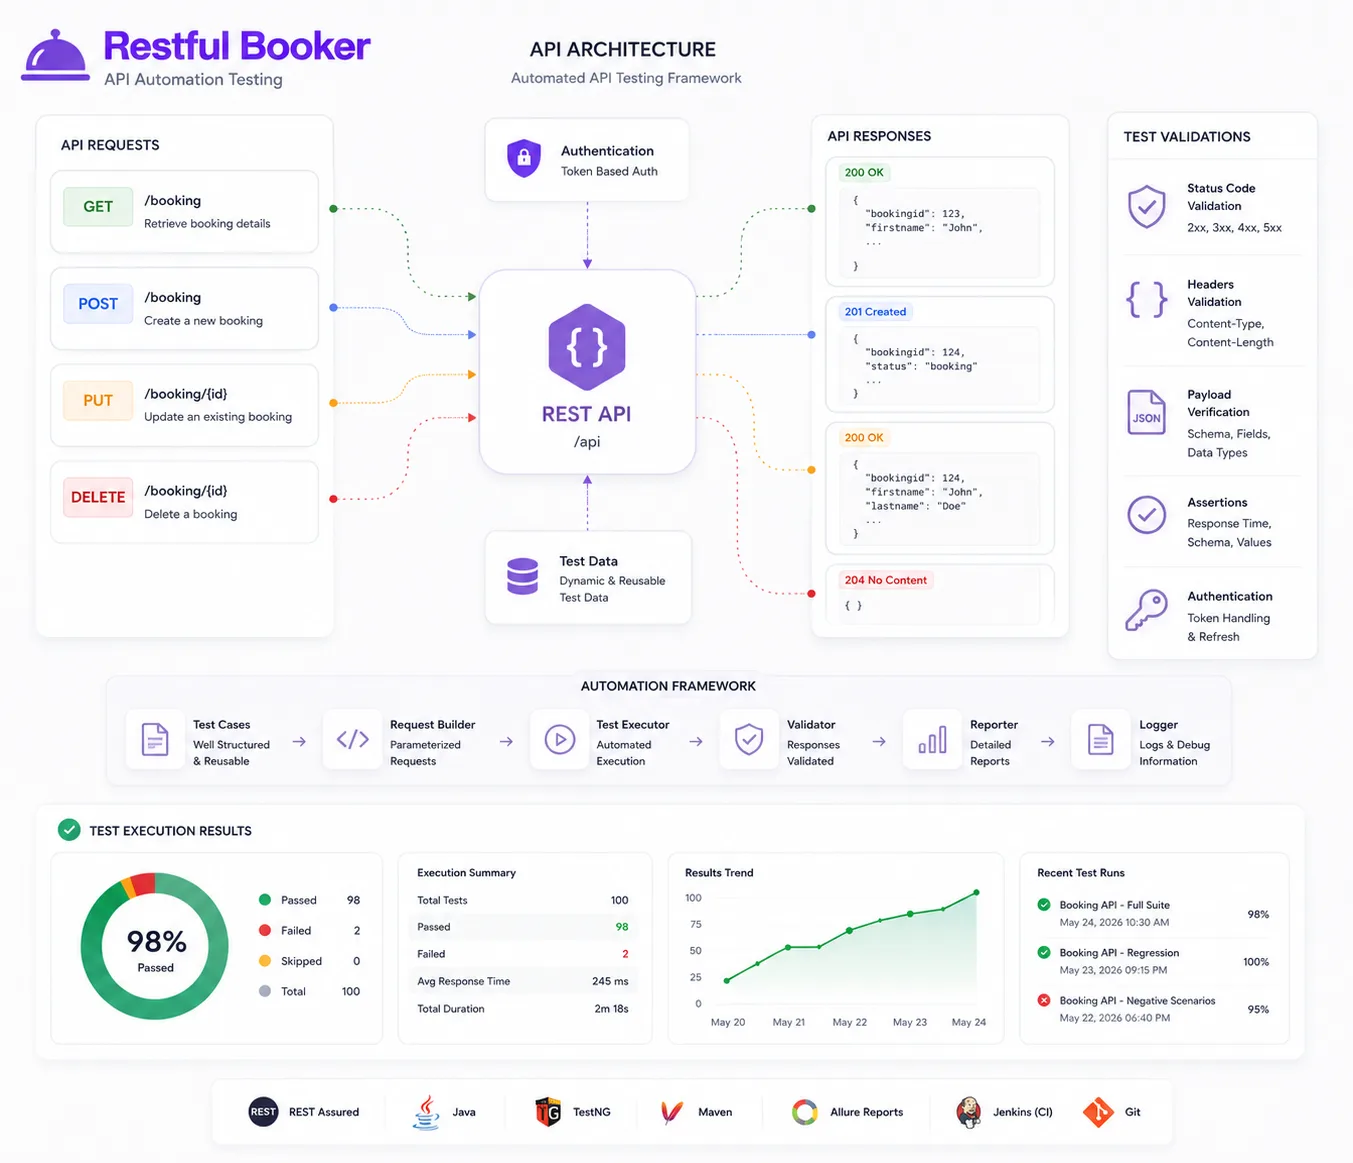 Restful Booker
API Automation Testing
API ARCHITECTURE
Automated API Testing Framework
API REQUESTS
GET
/booking
Retrieve booking details
POST
/booking
Create a new booking
PUT
/booking/{id}
Update an existing booking
DELETE
/booking/{id}
Delete a booking
Authentication
Token Based Auth
{}
REST API
/api
Test Data
Dynamic & Reusable
Test Data
API RESPONSES
200 OK
{
"bookingid": 123,
"firstname": "John",
...
}
201 Created
{
"bookingid": 124,
"status": "booking"
...
}
200 OK
{
"bookingid": 124,
"firstname": "John",
"lastname": "Doe"
...
}
204 No Content
{ }
TEST VALIDATIONS
Status Code
Validation
2xx, 3xx, 4xx, 5xx
{ }
Headers
Validation
Content-Type,
Content-Length
JSON
Payload
Verification
Schema, Fields,
Data Types
Assertions
Response Time,
Schema, Values
Authentication
Token Handling
& Refresh
AUTOMATION FRAMEWORK
Test Cases
Well Structured
& Reusable
</>
Request Builder
Parameterized
Requests
Test Executor
Automated
Execution
Validator
Responses
Validated
Reporter
Detailed
Reports
Logger
Logs & Debug
Information
TEST EXECUTION RESULTS
98%
Passed
Passed 98
Failed 2
Skipped 0
Total 100
Execution Summary
Total Tests 100
Passed 98
Failed 2
Avg Response Time 245 ms
Total Duration 2m 18s
Results Trend
100
75
50
25
0
May 20 May 21 May 22 May 23 May 24
Recent Test Runs
Booking API - Full Suite
May 24, 2026 10:30 AM
98%
Booking API - Regression
May 23, 2026 09:15 PM
100%
Booking API - Negative Scenarios
May 22, 2026 06:40 PM
95%
REST
REST Assured
Java
TG
TestNG
Maven
Allure Reports
Jenkins (CI)
Git